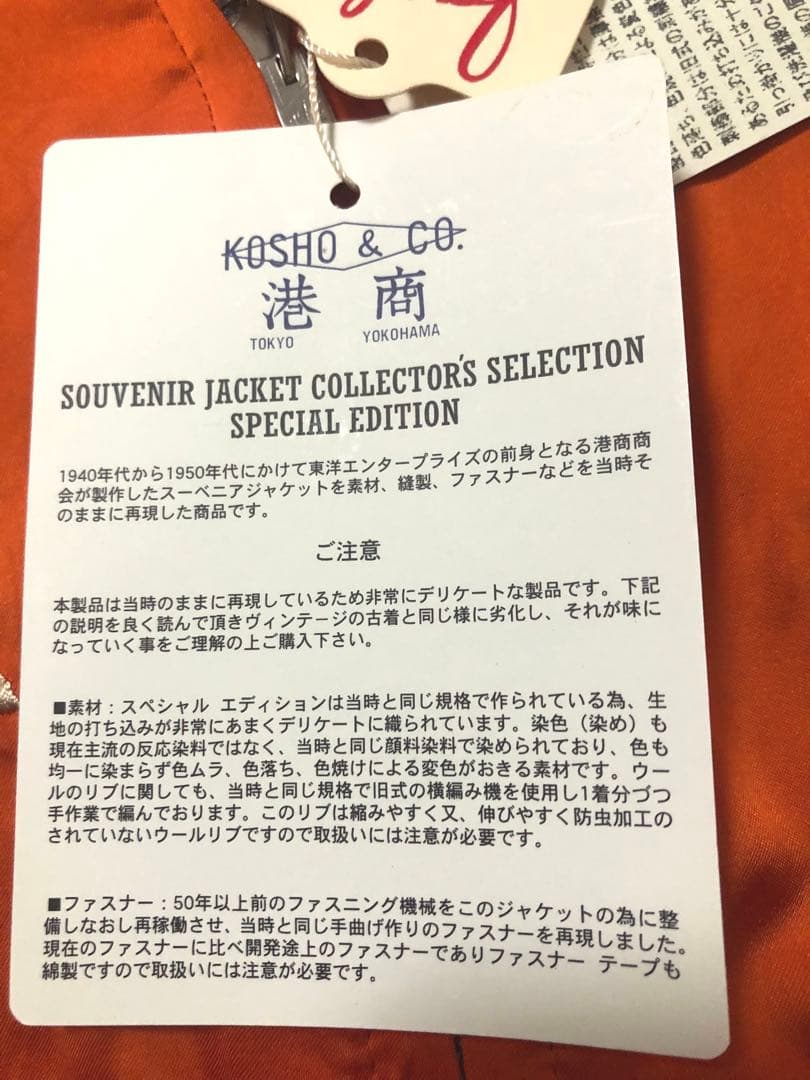 KOSHO & CO.
港 商
TOKYO YOKOHAMA
SOUVENIR JACKET COLLECTOR'S SELECTION
SPECIAL EDITION
1940年代から1950年代にかけて東洋エンタープライズの前身となる港商商
会が製作したスーベニアジャケットを素材、縫製、ファスナーなどを当時そ
のままに再現した商品です。
ご注意
本製品は当時のままに再現しているため非常にデリケートな製品です。下記
の説明を良く読んで頂きヴィンテージの古着と同じ様に劣化し、それが味に
なっていく事をご理解の上ご購入下さい。
■素材：スペシャル エディションは当時と同じ規格で作られている為、生
地の打ち込みが非常にあまくデリケートに織られています。染色（染め）も
現在主流の反応染料ではなく、当時と同じ顔料染料で染められており、色も
均一に染まらず色ムラ、色落ち、色焼けによる変色がおきる素材です。ウー
ルのリブに関しても、当時と同じ規格で旧式の横編み機を使用し1着分づつ
手作業で編んでおります。このリブは縮みやすく又、伸びやすく防虫加工の
されていないウールリブですので取扱いには注意が必要です。
■ファスナー：50年以上前のファスニング機械をこのジャケットの為に整
備しなおし再稼働させ、当時と同じ手曲げ作りのファスナーを再現しました。
現在のファスナーに比べ開発途上のファスナーでありファスナー テープも
綿製ですので取扱いには注意が必要です。